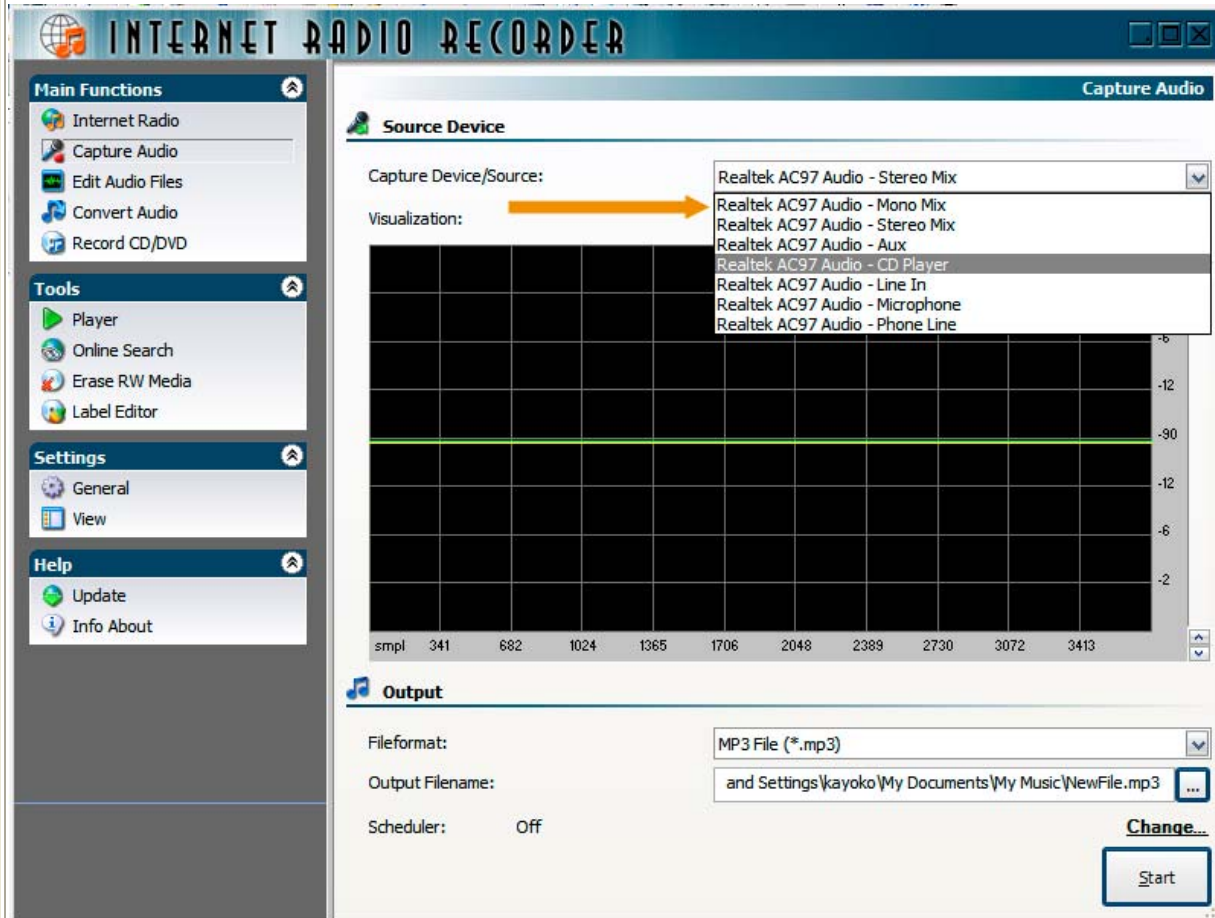 INTERNET RADIO RECORDER
Main Functions
Internet Radio
Capture Audio
Edit Audio Files
Convert Audio
Record CD/DVD
Tools
Player
Online Search
Erase RW Media
Label Editor
Settings
General
View
Help
Update
Info About
Capture Audio
Source Device
Capture Device/Source:
Realtek AC97 Audio - Stereo Mix
Realtek AC97 Audio - Mono Mix
Realtek AC97 Audio - Stereo Mix
Realtek AC97 Audio - Aux
Realtek AC97 Audio - CD Player
Realtek AC97 Audio - Line In
Realtek AC97 Audio - Microphone
Realtek AC97 Audio - Phone Line
Visualization:
-6
-12
-90
-12
-6
-2
smpl 341 682 1024 1365 1706 2048 2389 2730 3072 3413
Output
Fileformat:
MP3 File (*.mp3)
Output Filename:
and Settings\kayoko\My Documents\My Music\NewFile.mp3
...
Scheduler: Off
Change...
Start